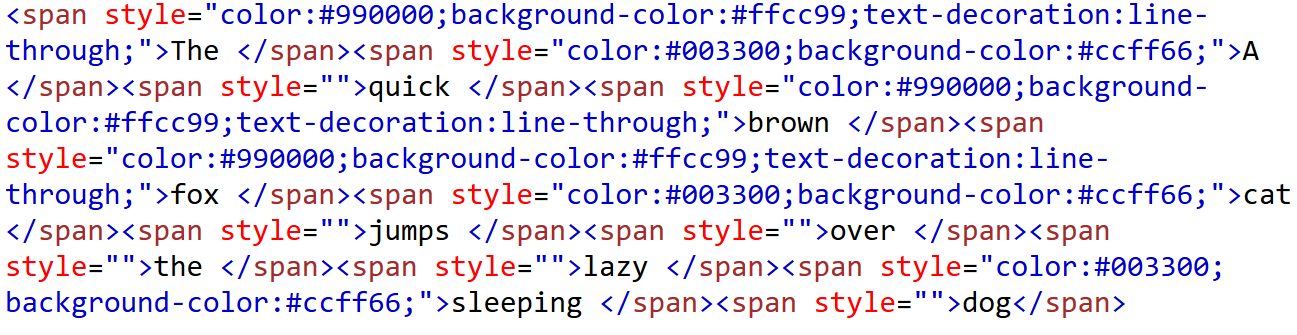 <span style="color:#990000;background-color:#ffcc99;text-decoration:line-
through;">The </span><span style="color:#003300;background-color:#ccff66;">A
</span><span style="">quick </span><span style="color:#990000;background-
color:#ffcc99;text-decoration:line-through;">brown </span><span
style="color:#990000;background-color:#ffcc99;text-decoration:line-
through;">fox </span><span style="color:#003300;background-color:#ccff66;">cat
</span><span style="">jumps </span><span style="">over </span><span
style="">the </span><span style="">lazy </span><span style="color:#003300;
background-color:#ccff66;">sleeping </span><span style="">dog</span>